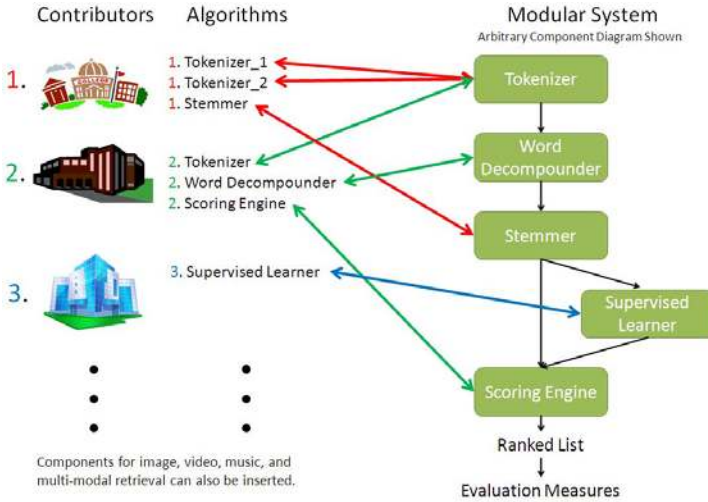 Contributors
Algorithms
Modular System
Arbitrary Component Diagram Shown
1.
1. Tokenizer_1
1. Tokenizer_2
1. Stemmer
COLLEGE
2.
2. Tokenizer
2. Word Decompounder
2. Scoring Engine
3.
3. Supervised Learner
Tokenizer
Word
Decompounder
Stemmer
Supervised
Learner
Scoring Engine
Ranked List
Evaluation Measures
Components for image, video, music, and
multi-modal retrieval can also be inserted.